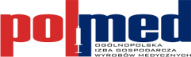 polmed
OGÓLNOPOLSKA
IZBA GOSPODARCZA
WYROBÓW MEDYCZNYCH